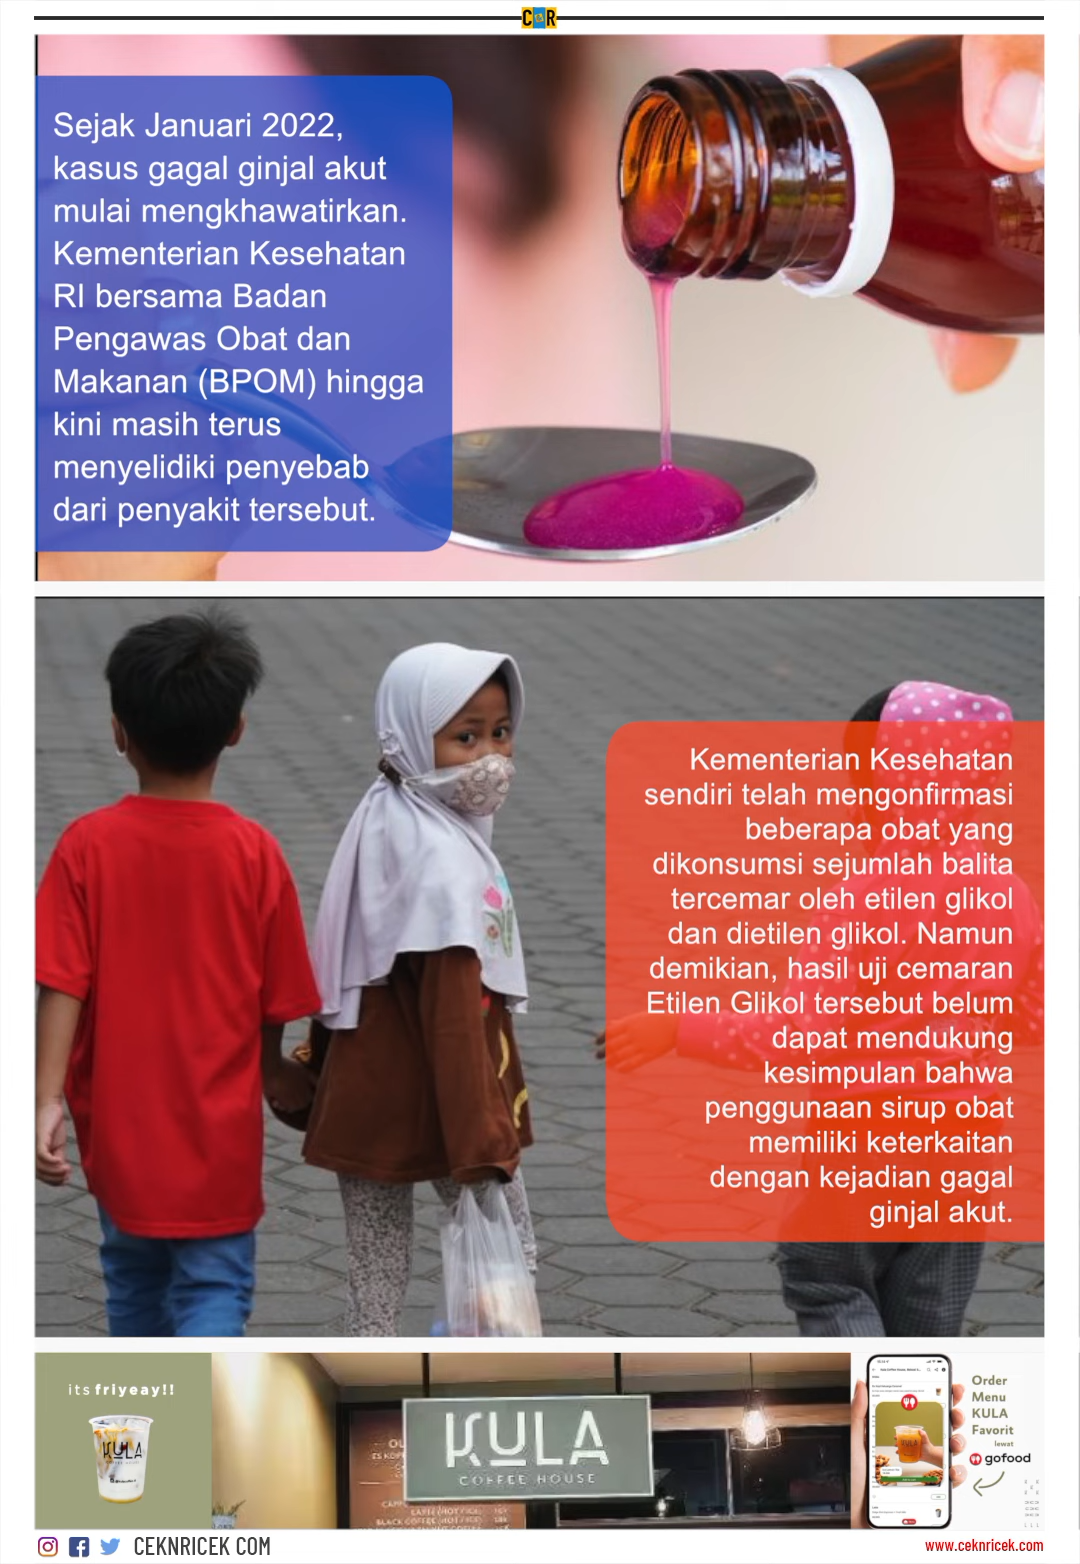 C R
Sejak Januari 2022,
kasus gagal ginjal akut
mulai mengkhawatirkan.
Kementerian Kesehatan
RI bersama Badan
Pengawas Obat dan
Makanan (BPOM) hingga
kini masih terus
menyelidiki penyebab
dari penyakit tersebut.
Kementerian Kesehatan
sendiri telah mengonfirmasi
beberapa obat yang
dikonsumsi sejumlah balita
tercemar oleh etilen glikol
dan dietilen glikol. Namun
demikian, hasil uji cemaran
Etilen Glikol tersebut belum
dapat mendukung
kesimpulan bahwa
penggunaan sirup obat
memiliki keterkaitan
dengan kejadian gagal
ginjal akut.
its friyeay!!
KULA
COFFEE HOUSE
KULA
COFFEE HOUSE
Order
Menu
KULA
Favorit
lewat
gofood
CEKNRICEK.COM
www.ceknricek.com